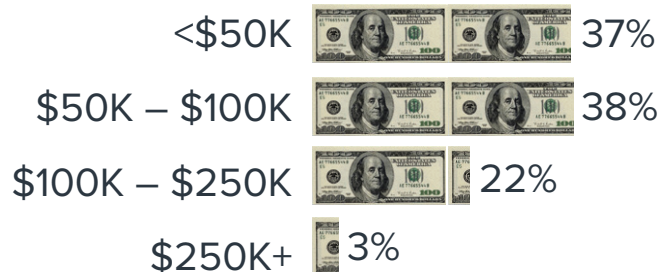 <$50K 37%
$50K – $100K 38%
$100K – $250K 22%
$250K+ 3%